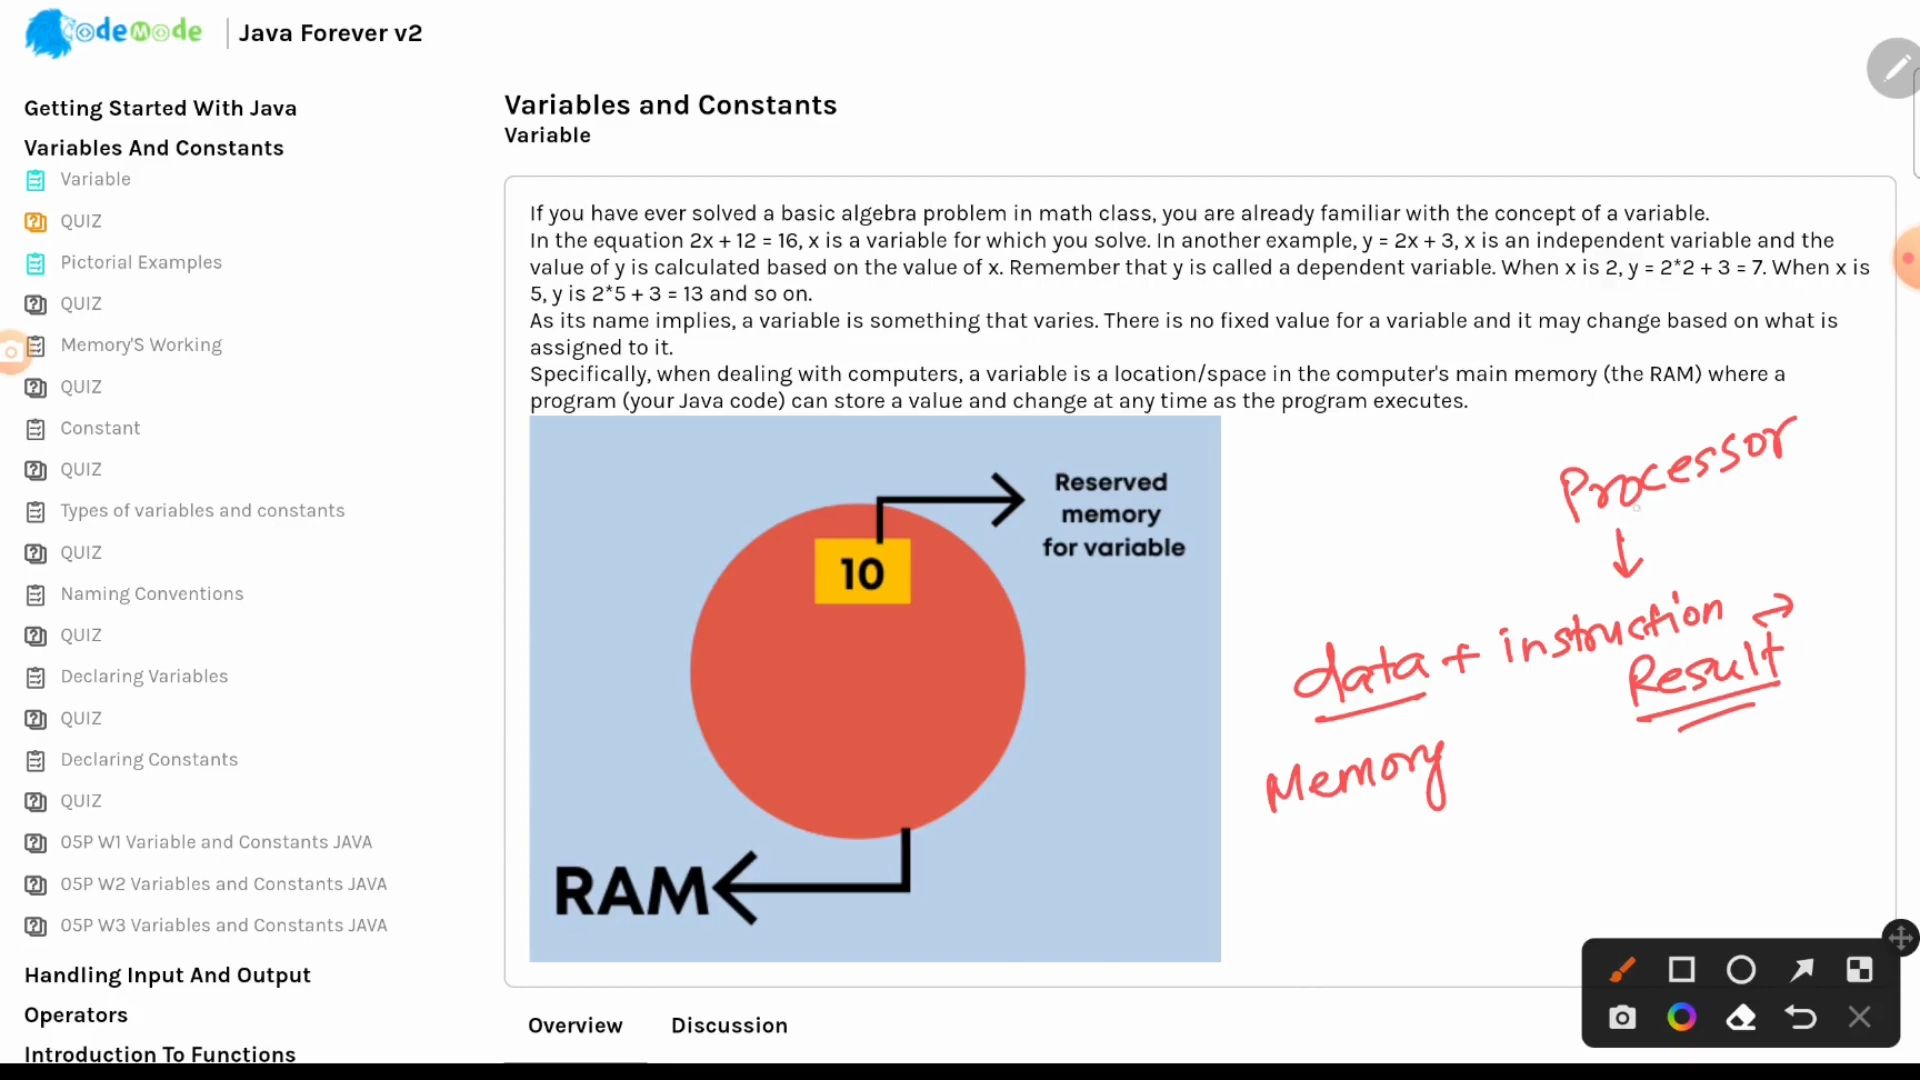 CodeMode
Java Forever v2
Getting Started With Java
Variables And Constants
Variable
QUIZ
Pictorial Examples
QUIZ
Memory'S Working
QUIZ
Constant
QUIZ
Types of variables and constants
QUIZ
Naming Conventions
QUIZ
Declaring Variables
QUIZ
Declaring Constants
QUIZ
05P W1 Variable and Constants JAVA
05P W2 Variables and Constants JAVA
05P W3 Variables and Constants JAVA
Handling Input And Output
Operators
Introduction To Functions
Variables and Constants
Variable
If you have ever solved a basic algebra problem in math class, you are already familiar with the concept of a variable.
In the equation 2x + 12 = 16, x is a variable for which you solve. In another example, y = 2x + 3, x is an independent variable and the
value of y is calculated based on the value of x. Remember that y is called a dependent variable. When x is 2, y = 2*2 + 3 = 7. When x is
5, y is 2*5 + 3 = 13 and so on.
As its name implies, a variable is something that varies. There is no fixed value for a variable and it may change based on what is
assigned to it.
Specifically, when dealing with computers, a variable is a location/space in the computer's main memory (the RAM) where a
program (your Java code) can store a value and change at any time as the program executes.
Reserved
memory
for variable
10
RAM
Processor
↓
data + instruction →
Result
Memory
Overview
Discussion